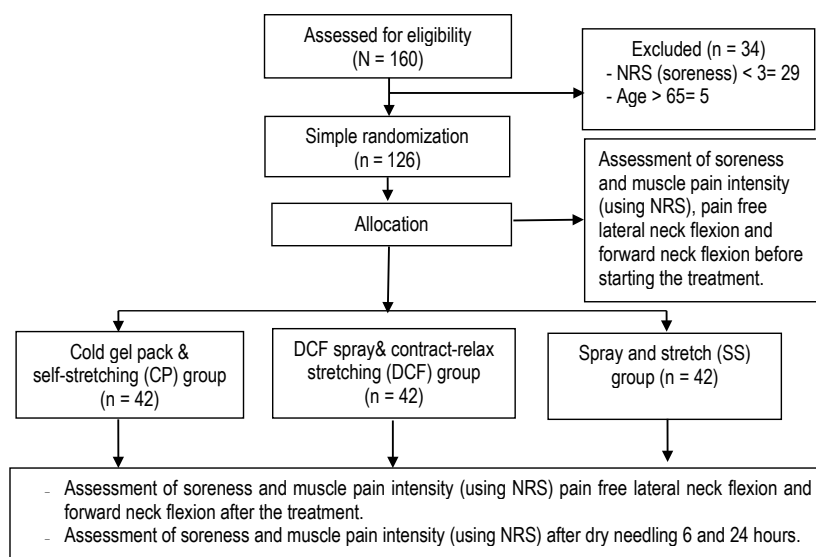 Assessed for eligibility
(N = 160)
Excluded (n = 34)
- NRS (soreness) < 3= 29
- Age > 65= 5
Simple randomization
(n = 126)
Assessment of soreness
and muscle pain intensity
(using NRS), pain free
lateral neck flexion and
forward neck flexion before
starting the treatment.
Allocation
Cold gel pack &
self-stretching (CP) group
(n = 42)
DCF spray& contract-relax
stretching (DCF) group
(n = 42)
Spray and stretch (SS)
group (n = 42)
- Assessment of soreness and muscle pain intensity (using NRS) pain free lateral neck flexion and
forward neck flexion after the treatment.
- Assessment of soreness and muscle pain intensity (using NRS) after dry needling 6 and 24 hours.